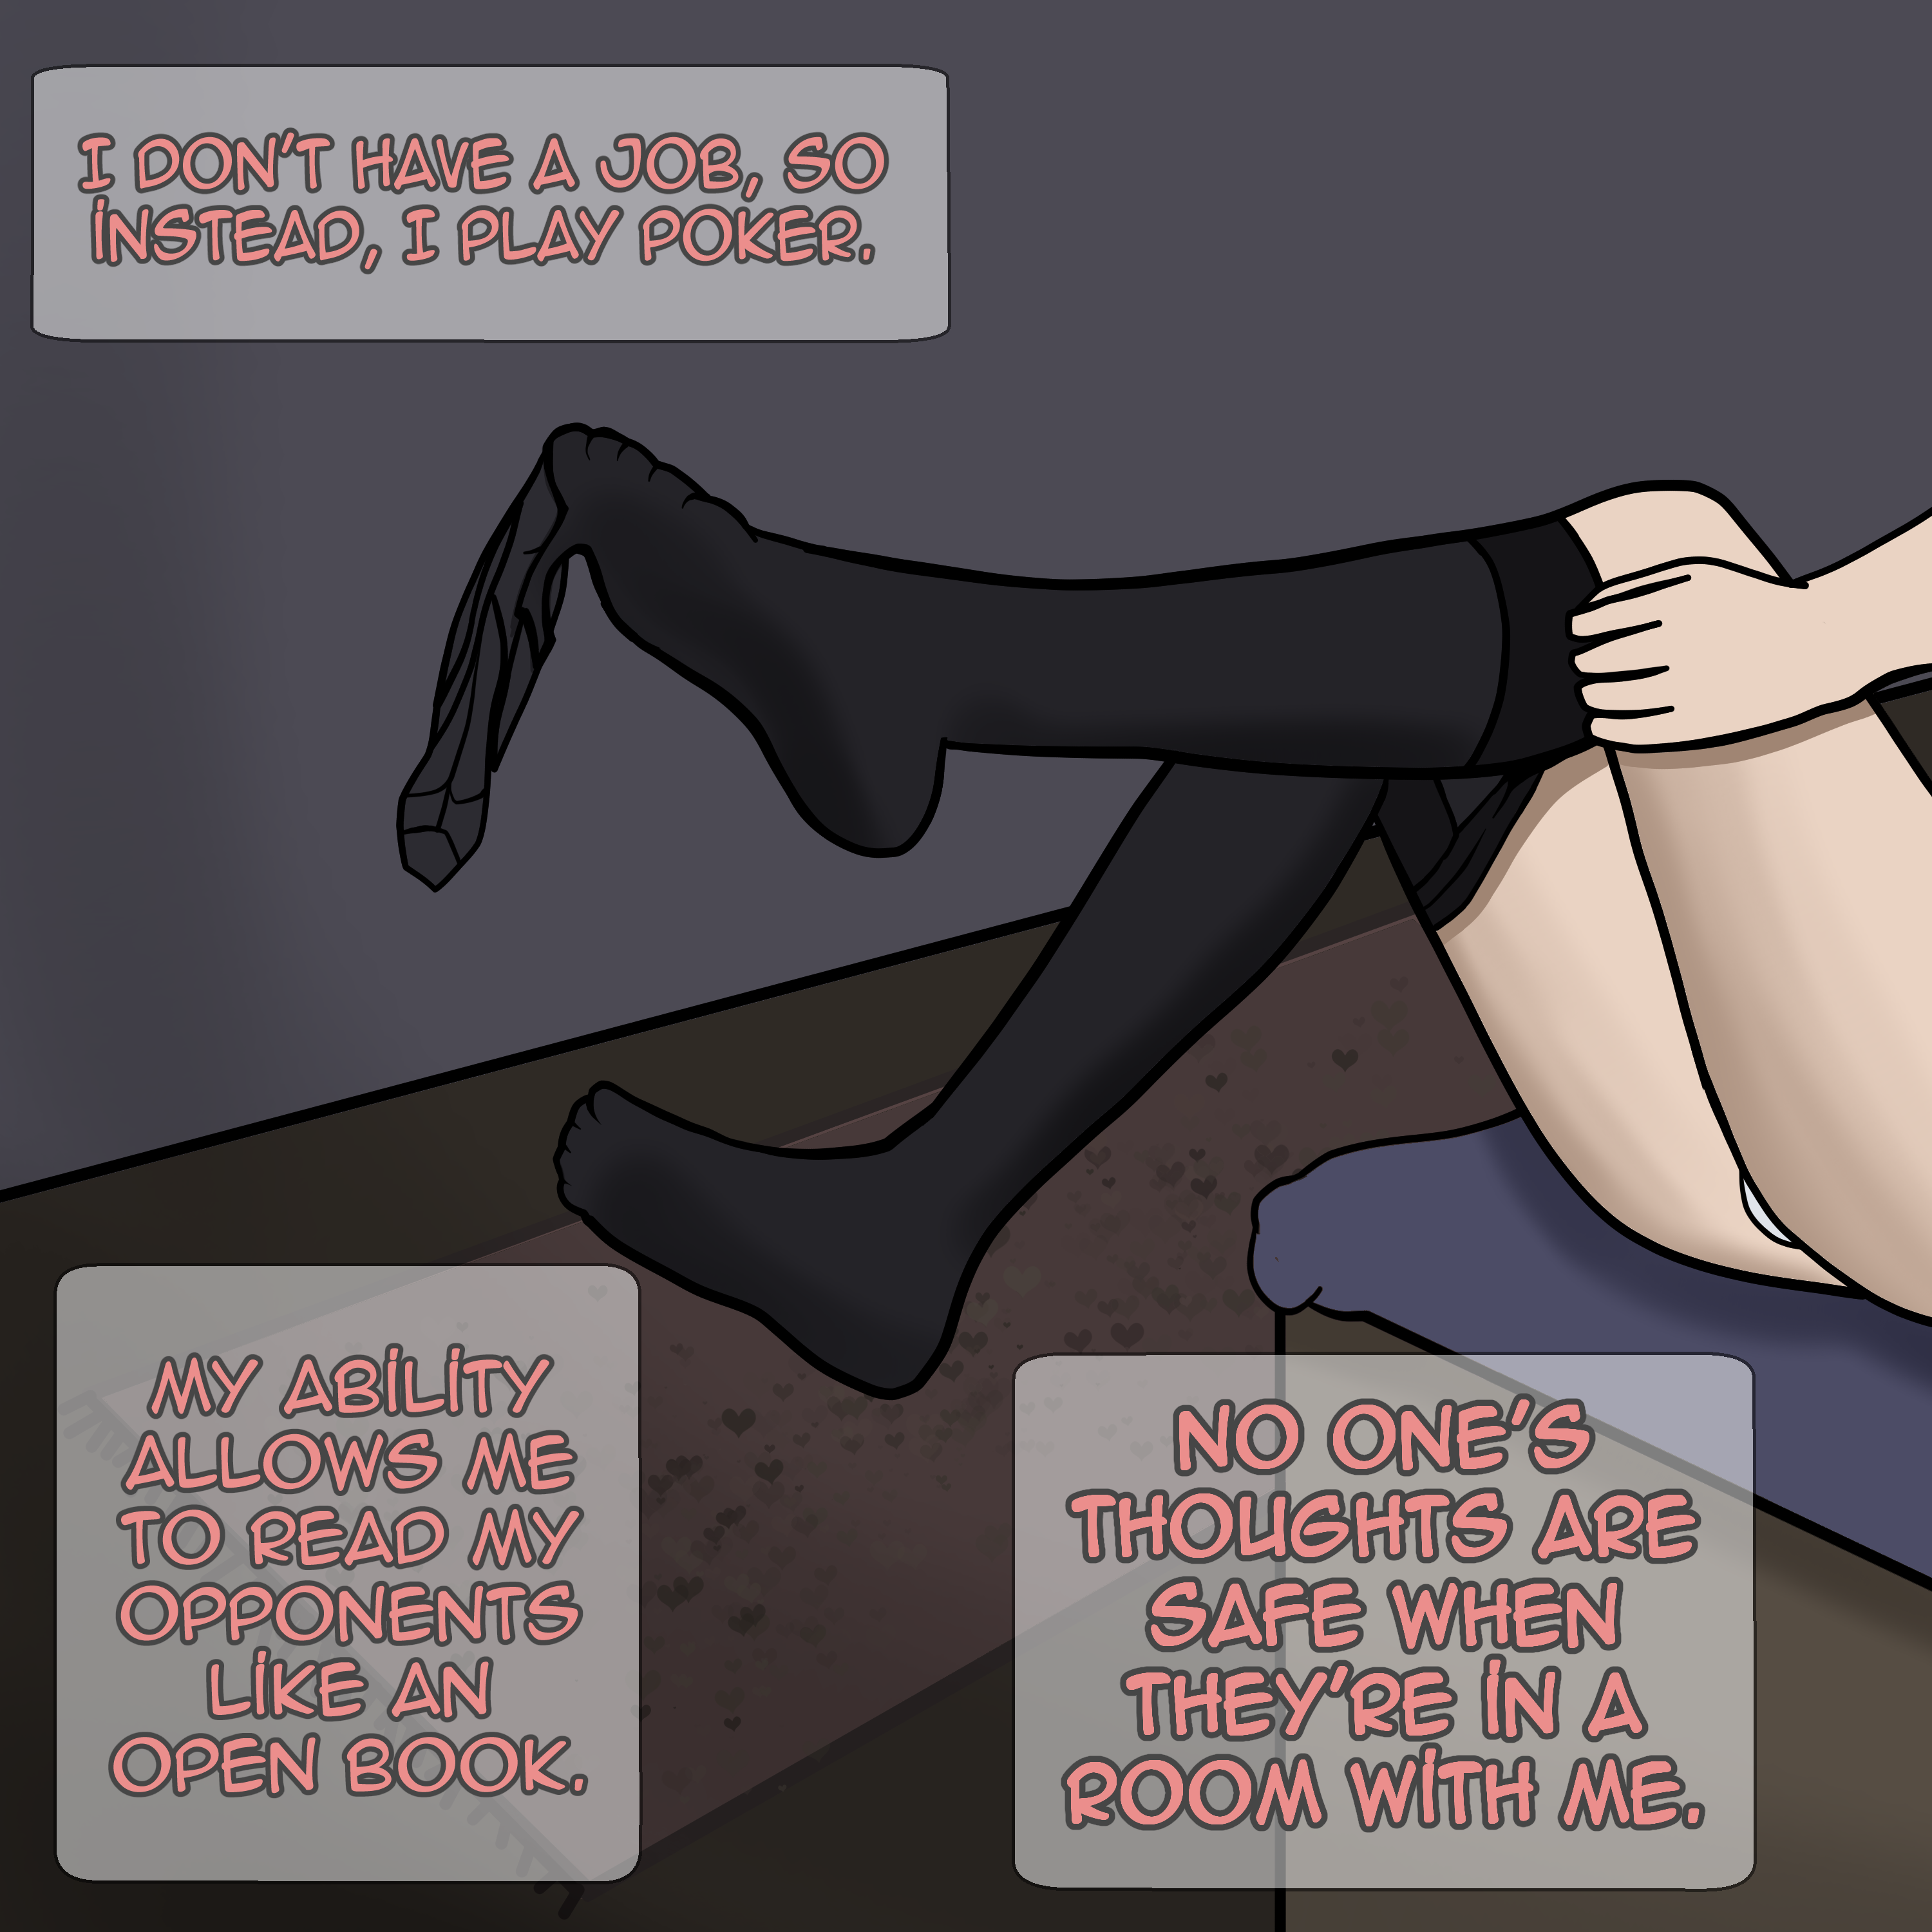 I DON'T HAVE A JOB, SO
INSTEAD, I PLAY POKER.
MY ABILITY
ALLOWS ME
TO READ MY
OPPONENTS
LIKE AN
OPEN BOOK.
NO ONE'S
THOUGHTS ARE
SAFE WHEN
THEY'RE IN A
ROOM WITH ME.